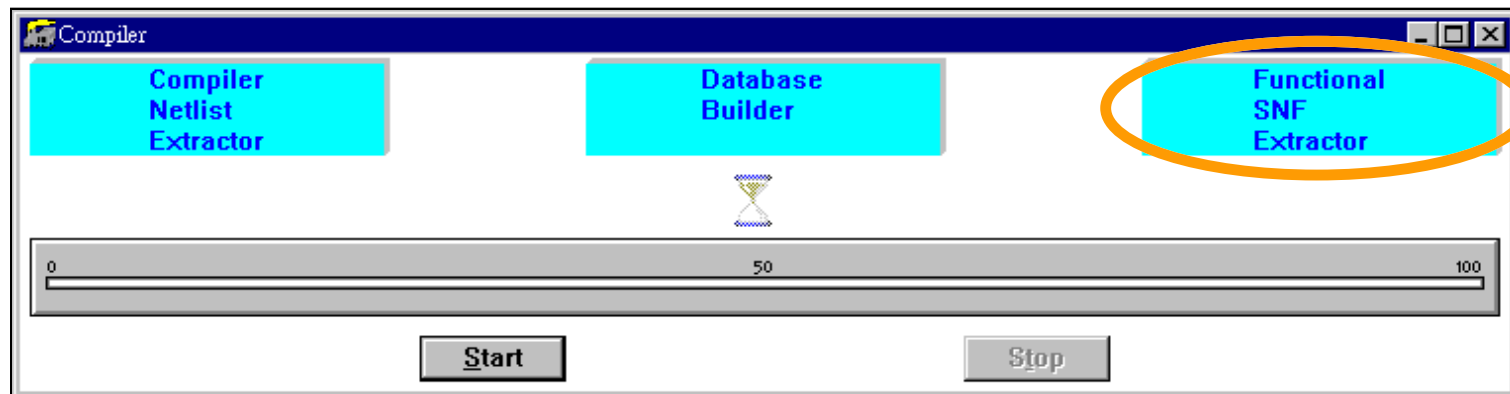 Compiler
Compiler
Netlist
Extractor
Database
Builder
Functional
SNF
Extractor
0 50 100
Start Stop